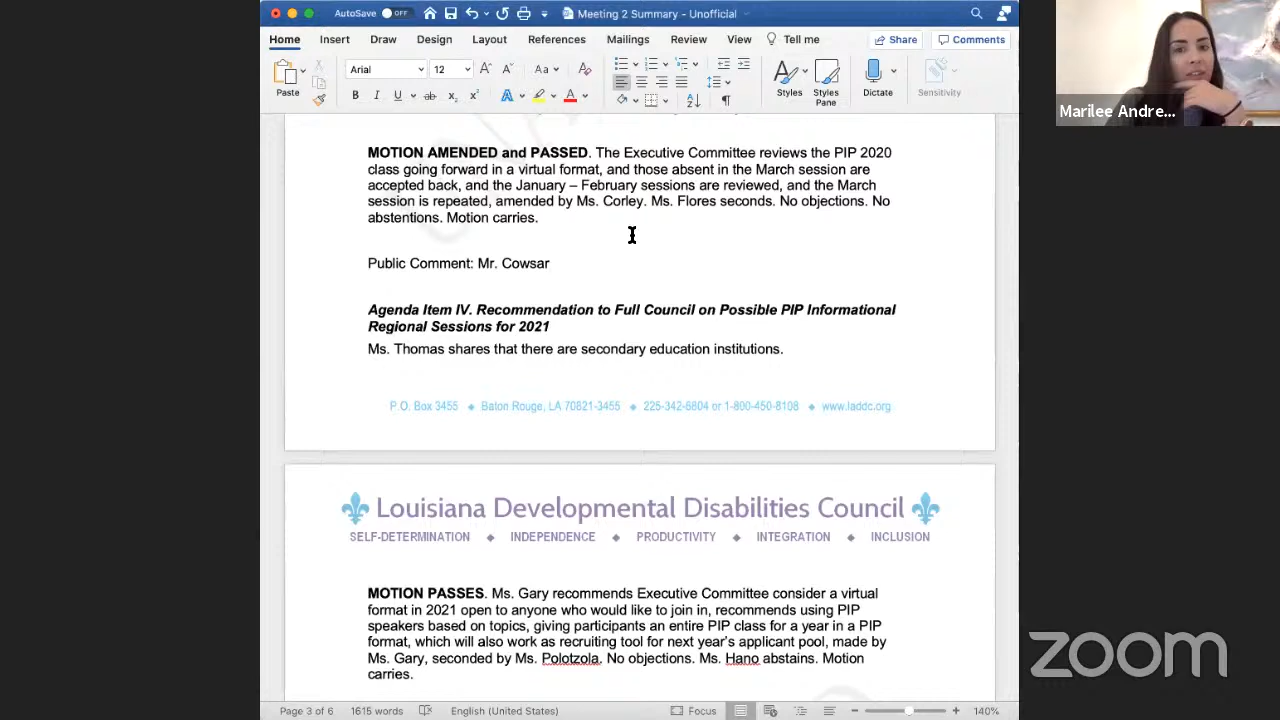 AutoSave OFF Meeting 2 Summary - Unofficial
Home Insert Draw Design Layout References Mailings Review View Tell me Share Comments
Arial 12 Aa
Paste B I U ab x₂ x² A A Styles Styles Pane Dictate Sensitivity
Marilee Andre...
MOTION AMENDED and PASSED. The Executive Committee reviews the PIP 2020
class going forward in a virtual format, and those absent in the March session are
accepted back, and the January – February sessions are reviewed, and the March
session is repeated, amended by Ms. Corley. Ms. Flores seconds. No objections. No
abstentions. Motion carries.
Public Comment: Mr. Cowsar
Agenda Item IV. Recommendation to Full Council on Possible PIP Informational
Regional Sessions for 2021
Ms. Thomas shares that there are secondary education institutions.
P.O. Box 3455 ◆ Baton Rouge, LA 70821-3455 ◆ 225-342-6804 or 1-800-450-8108 ◆ www.laddc.org
Louisiana Developmental Disabilities Council
SELF-DETERMINATION ◆ INDEPENDENCE ◆ PRODUCTIVITY ◆ INTEGRATION ◆ INCLUSION
MOTION PASSES. Ms. Gary recommends Executive Committee consider a virtual
format in 2021 open to anyone who would like to join in, recommends using PIP
speakers based on topics, giving participants an entire PIP class for a year in a PIP
format, which will also work as recruiting tool for next year's applicant pool, made by
Ms. Gary, seconded by Ms. Polotzola. No objections. Ms. Hano abstains. Motion
carries.
zoom
Page 3 of 6 1615 words English (United States) Focus 140%